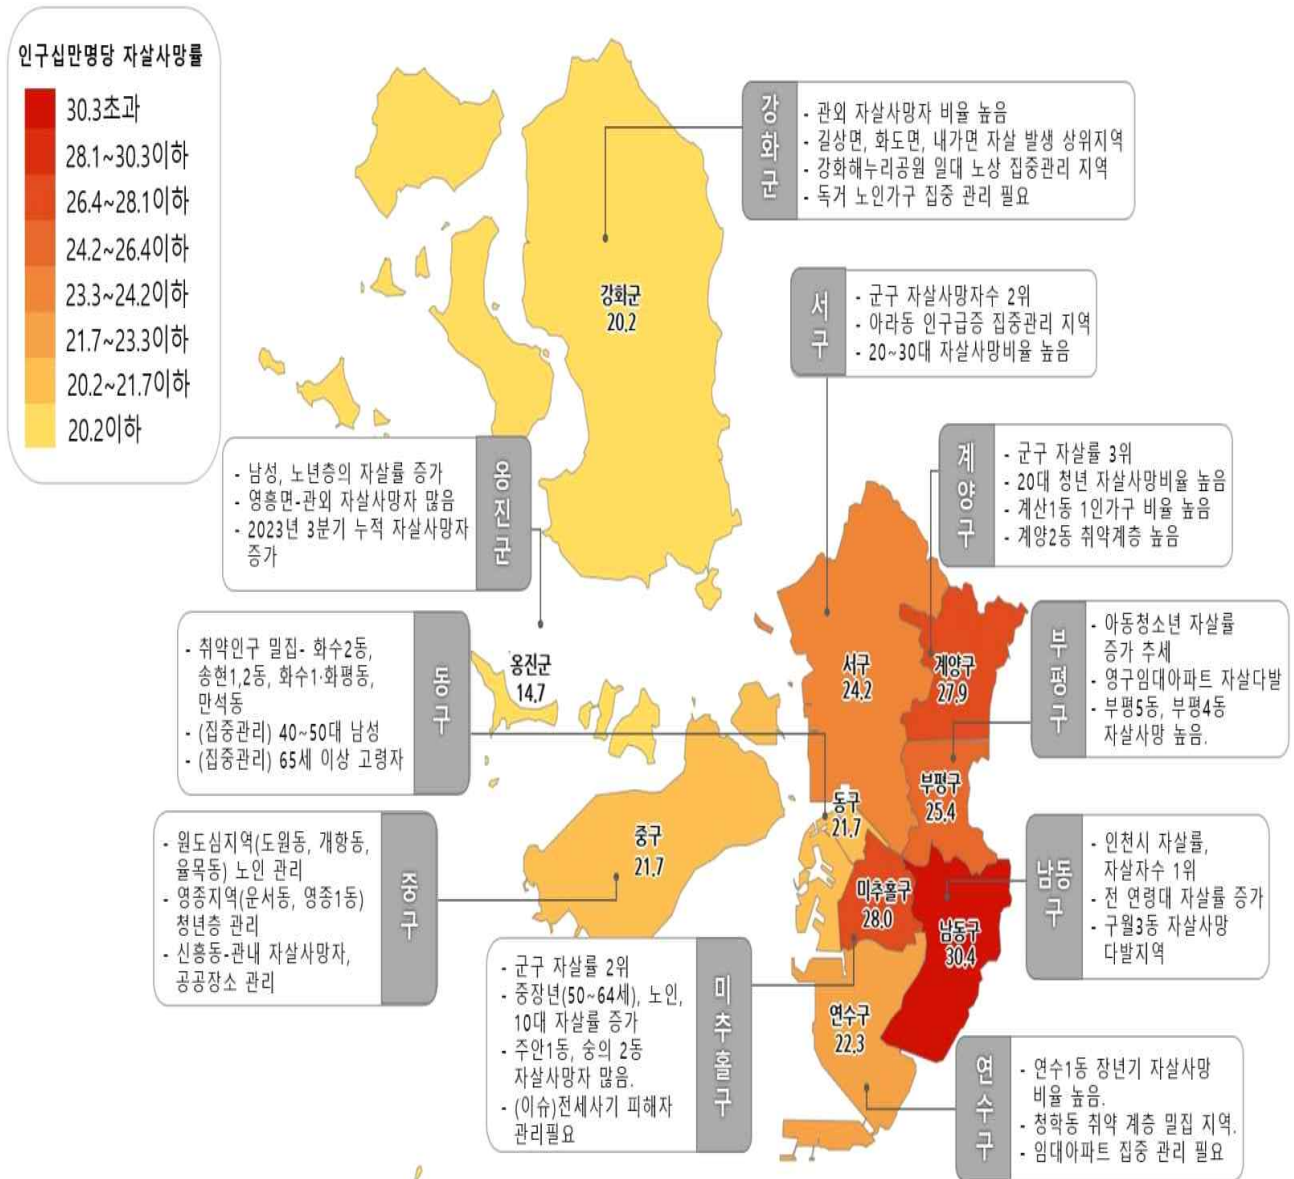 인구십만명당 자살사망률
30.3초과
28.1~30.3이하
26.4~28.1이하
24.2~26.4이하
23.3~24.2이하
21.7~23.3이하
20.2~21.7이하
20.2이하
강화군
- 관외 자살사망자 비율 높음
- 길상면, 화도면, 내가면 자살 발생 상위지역
- 강화해누리공원 일대 노상 집중관리 지역
- 독거 노인가구 집중 관리 필요
강화군
20.2
서구
- 군구 자살사망자수 2위
- 아라동 인구급증 집중관리 지역
- 20~30대 자살사망비율 높음
옹진군
- 남성, 노년층의 자살률 증가
- 영흥면-관외 자살사망자 많음
- 2023년 3분기 누적 자살사망자
증가
계양구
- 군구 자살률 3위
- 20대 청년 자살사망비율 높음
- 계산1동 1인가구 비율 높음
- 계양2동 취약계층 높음
동구
- 취약인구 밀집- 화수2동,
송현1,2동, 화수1·화평동,
만석동
- (집중관리) 40~50대 남성
- (집중관리) 65세 이상 고령자
옹진군
14.7
서구
24.2
계양구
27.9
부평구
- 아동청소년 자살률
증가 추세
- 영구임대아파트 자살다발
- 부평5동, 부평4동
자살사망 높음.
부평구
25.4
동구
21.7
중구
21.7
중구
- 원도심지역(도원동, 개항동,
율목동) 노인 관리
- 영종지역(운서동, 영종1동)
청년층 관리
- 신흥동-관내 자살사망자,
공공장소 관리
미추홀구
28.0
남동구
30.4
남동구
- 인천시 자살률,
자살자수 1위
- 전 연령대 자살률 증가
- 구월3동 자살사망
다발지역
미추홀구
- 군구 자살률 2위
- 중장년(50~64세), 노인,
10대 자살률 증가
- 주안1동, 숭의 2동
자살사망자 많음.
- (이슈)전세사기 피해자
관리필요
연수구
22.3
연수구
- 연수1동 장년기 자살사망
비율 높음.
- 청학동 취약 계층 밀집 지역.
- 임대아파트 집중 관리 필요